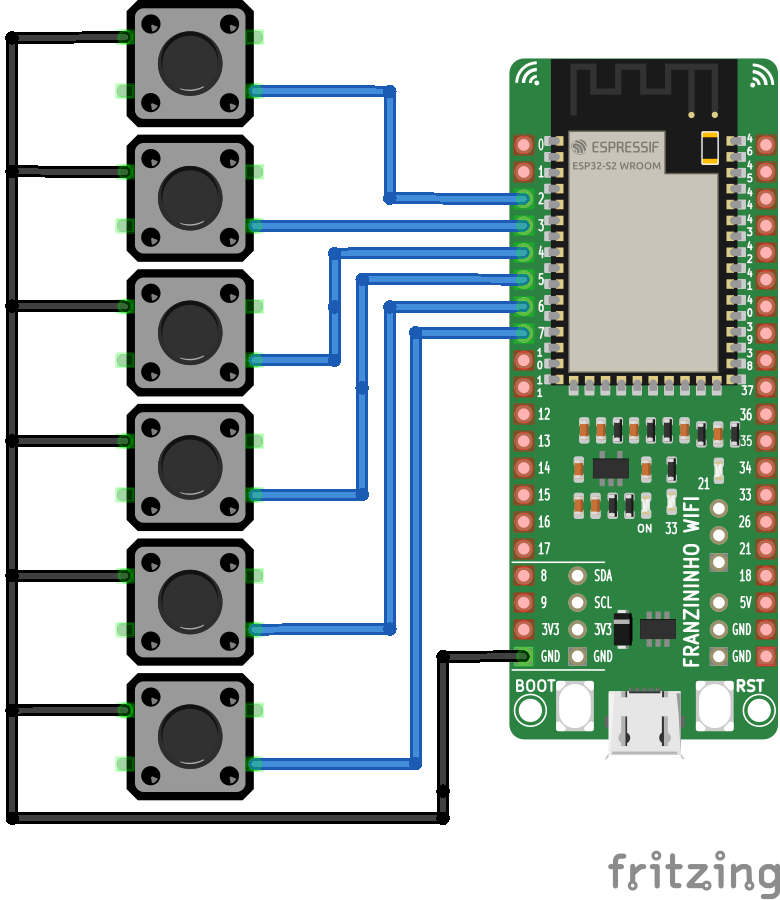 ESPRESSIF
ESP32-S2 WROOM
0
1
2
3
4
5
6
7
10
11
12
13
14
15
16
17
8
9
3V3
GND
SDA
SCL
3V3
GND
46
45
44
43
42
41
40
39
38
37
36
35
34
33
26
21
18
5V
GND
GND
21
ON
33
FRANZININHO WIFI
BOOT
RST
fritzing